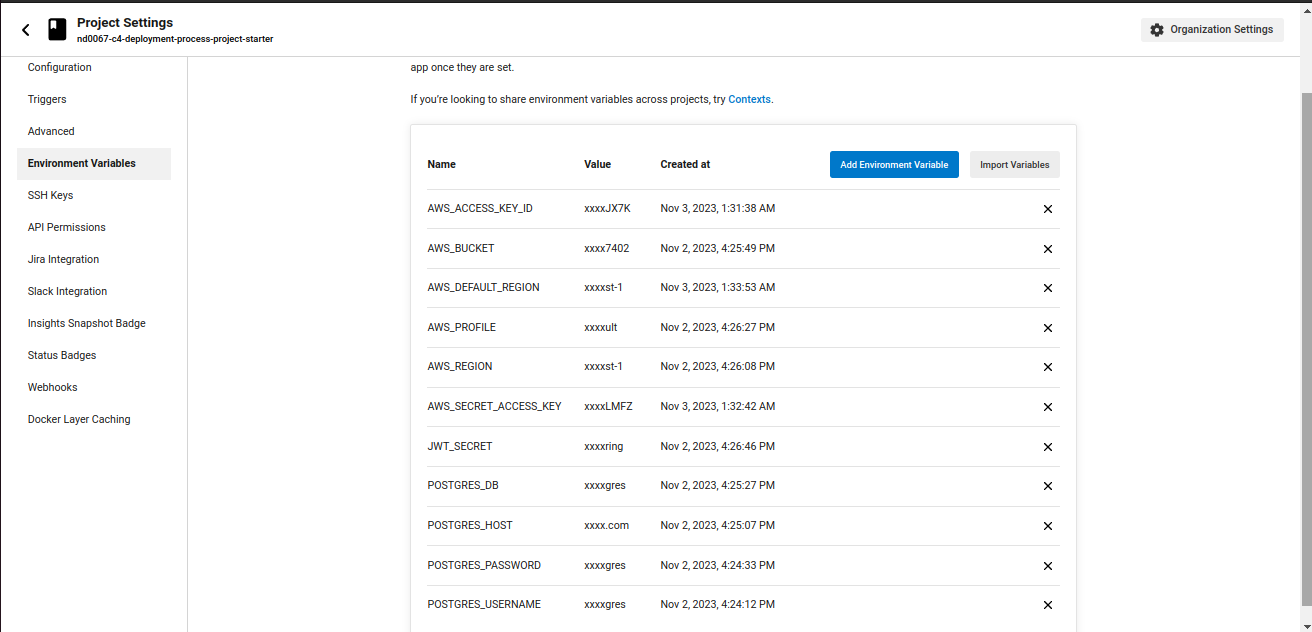 Project Settings
nd0067-c4-deployment-process-project-starter
Organization Settings
Configuration
Triggers
Advanced
Environment Variables
SSH Keys
API Permissions
Jira Integration
Slack Integration
Insights Snapshot Badge
Status Badges
Webhooks
Docker Layer Caching
app once they are set.
If you're looking to share environment variables across projects, try Contexts.
Name Value Created at Add Environment Variable Import Variables
AWS_ACCESS_KEY_ID xxxxJX7K Nov 3, 2023, 1:31:38 AM
AWS_BUCKET xxxx7402 Nov 2, 2023, 4:25:49 PM
AWS_DEFAULT_REGION xxxxst-1 Nov 3, 2023, 1:33:53 AM
AWS_PROFILE xxxxult Nov 2, 2023, 4:26:27 PM
AWS_REGION xxxxst-1 Nov 2, 2023, 4:26:08 PM
AWS_SECRET_ACCESS_KEY xxxxLMFZ Nov 3, 2023, 1:32:42 AM
JWT_SECRET xxxxring Nov 2, 2023, 4:26:46 PM
POSTGRES_DB xxxxgres Nov 2, 2023, 4:25:27 PM
POSTGRES_HOST xxxx.com Nov 2, 2023, 4:25:07 PM
POSTGRES_PASSWORD xxxxgres Nov 2, 2023, 4:24:33 PM
POSTGRES_USERNAME xxxxgres Nov 2, 2023, 4:24:12 PM